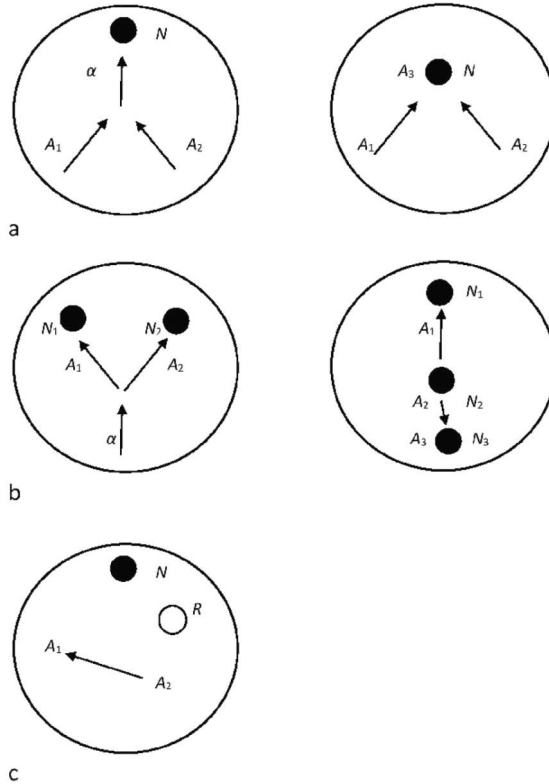 N
α
A₁ A₂
A₃ N
A₁ A₂
a
N₁ N₂
A₁ A₂
α
N₁
A₁
A₂ N₂
A₃ N₃
b
N
R
A₁
A₂
c